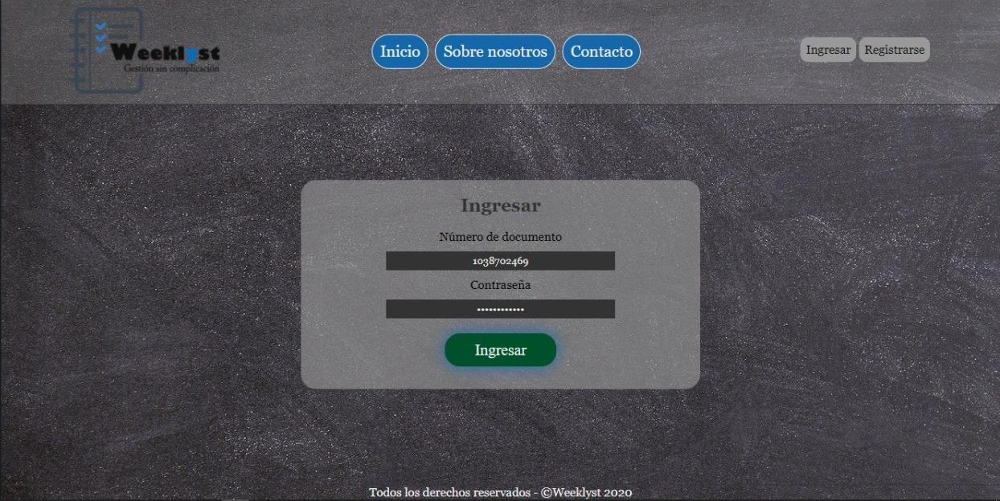 Weeklyst
Gestión sin complicación
Inicio Sobre nosotros Contacto
Ingresar Registrarse
Ingresar
Número de documento
1038702469
Contraseña
••••••••••••
Ingresar
Todos los derechos reservados - ©Weeklyst 2020